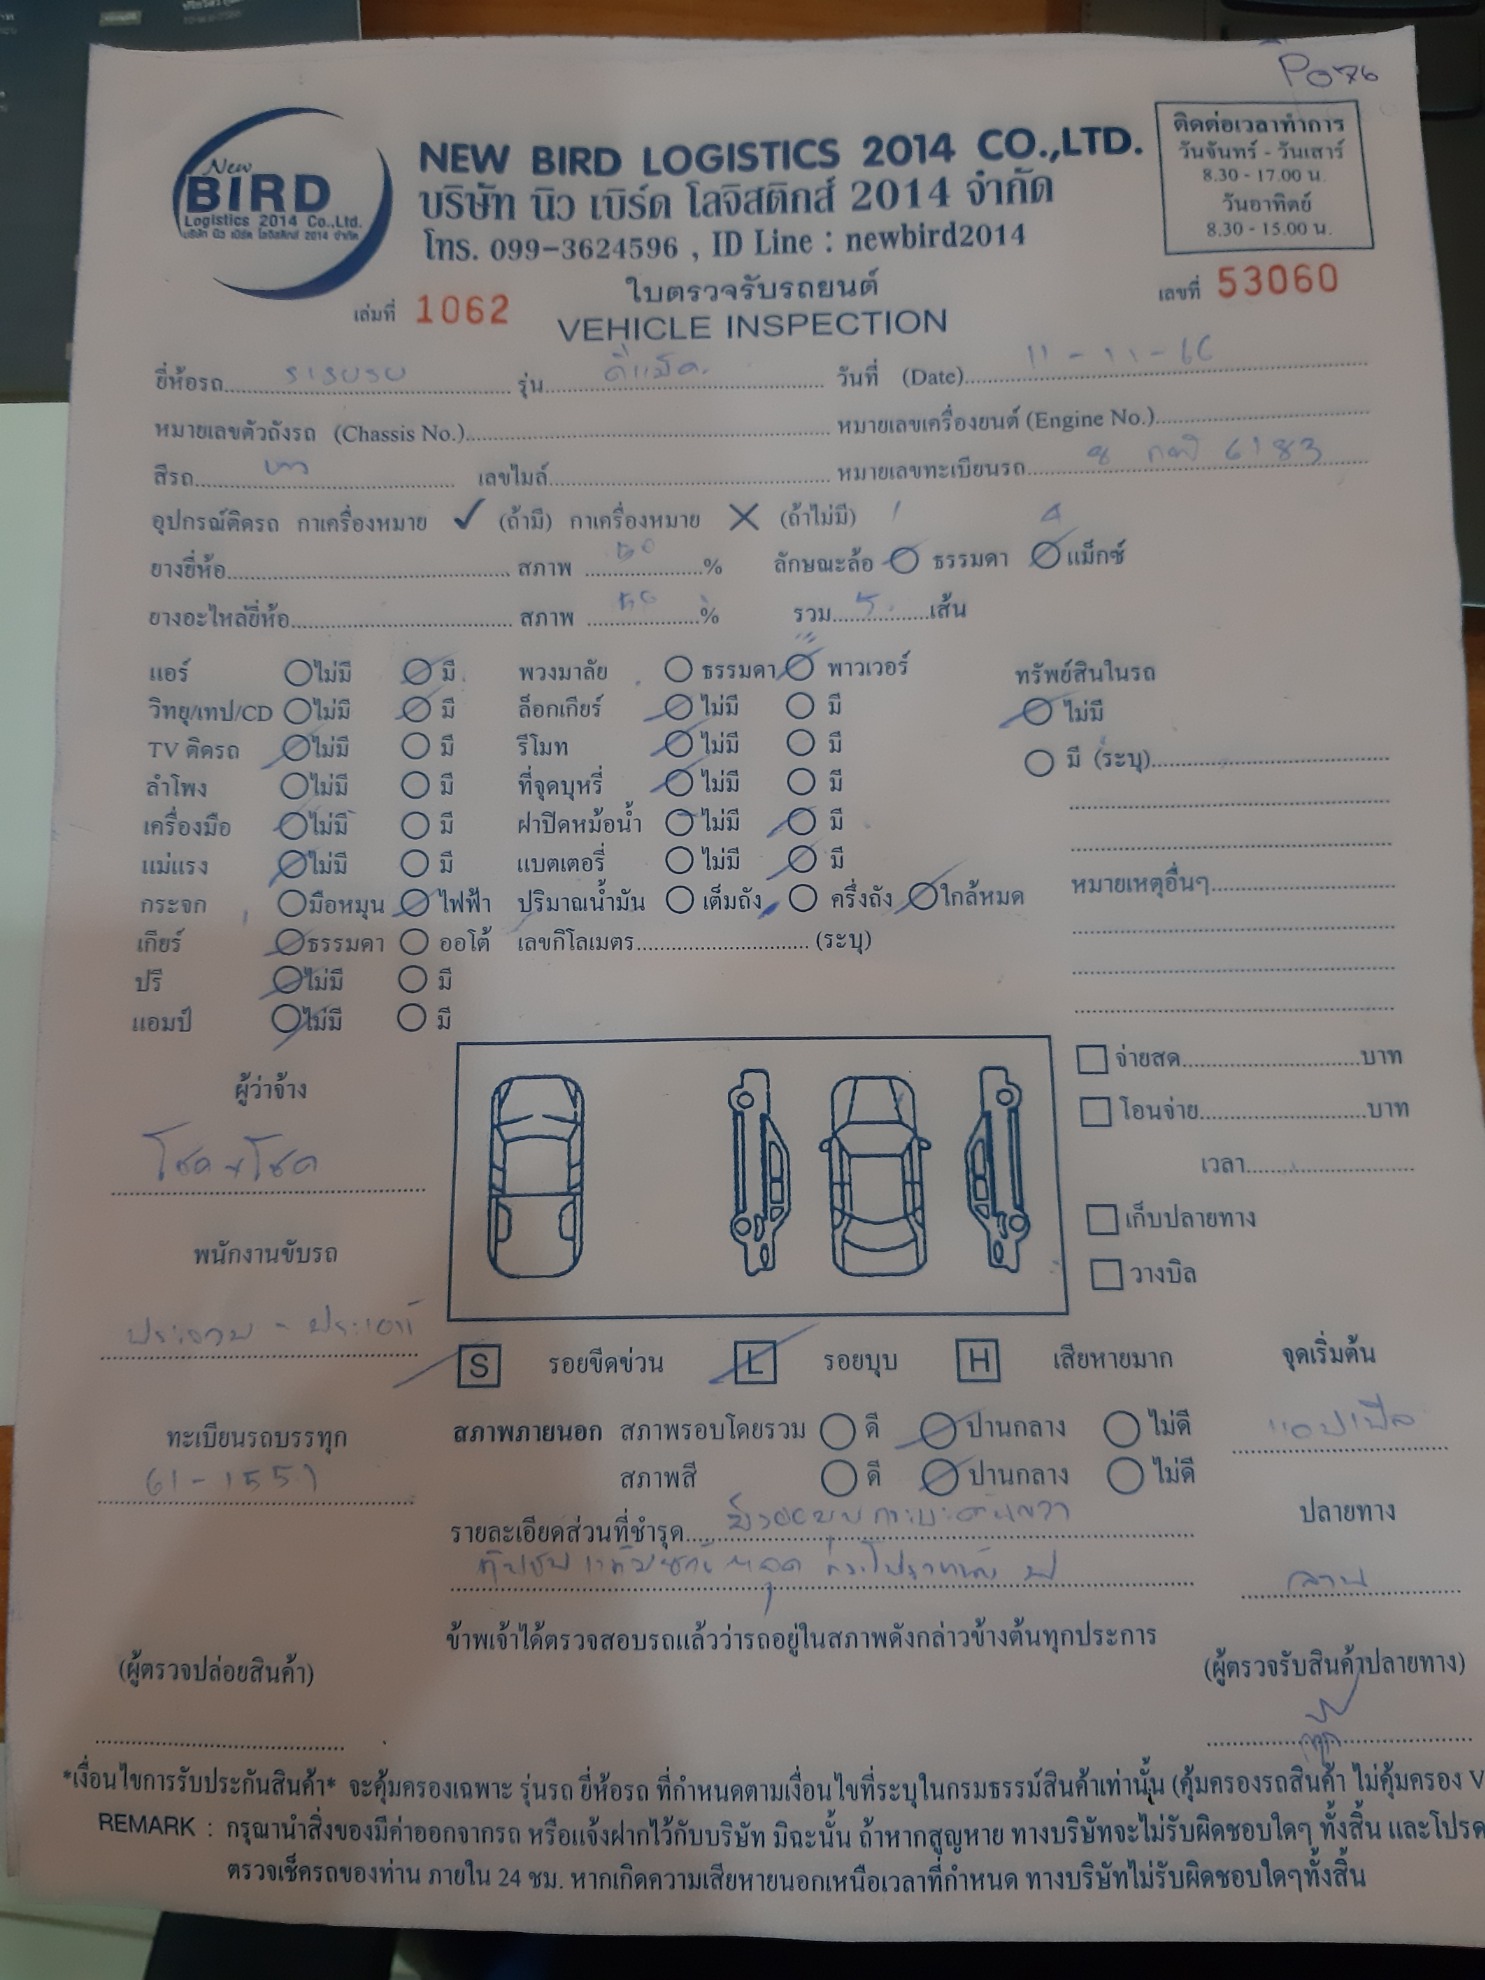 P076
New
BIRD
Logistics 2014 Co.,Ltd.
บริษัท นิว เบิร์ด โลจิสติกส์ 2014 จำกัด
NEW BIRD LOGISTICS 2014 CO.,LTD.
บริษัท นิว เบิร์ด โลจิสติกส์ 2014 จำกัด
โทร. 099-3624596 , ID Line : newbird2014
ติดต่อเวลาทำการ
วันจันทร์ - วันเสาร์
8.30 - 17.00 น.
วันอาทิตย์
8.30 - 15.00 น.
เล่มที่ 1062
ใบตรวจรับรถยนต์
VEHICLE INSPECTION
เลขที่ 53060
ยี่ห้อรถ รุ่น ดีแม็ค วันที่ (Date) 11-11-66
หมายเลขตัวถังรถ (Chassis No.) หมายเลขเครื่องยนต์ (Engine No.)
สีรถ เลขไมล์ หมายเลขทะเบียนรถ 6183
อุปกรณ์ติดรถ กาเครื่องหมาย ✓ (ถ้ามี) กาเครื่องหมาย ✕ (ถ้าไม่มี)
ยางยี่ห้อ สภาพ 50 % ลักษณะล้อ ธรรมดา 4 แม็กซ์
ยางอะไหล่ยี่ห้อ สภาพ 50 % รวม 5 เส้น
แอร์ ไม่มี มี พวงมาลัย ธรรมดา พาวเวอร์ ทรัพย์สินในรถ
วิทยุ/เทป/CD ไม่มี มี ล็อกเกียร์ ไม่มี มี ไม่มี
TV ติดรถ ไม่มี มี รีโมท ไม่มี มี มี (ระบุ)
ลำโพง ไม่มี มี ที่จุดบุหรี่ ไม่มี มี
เครื่องมือ ไม่มี มี ฝาปิดหม้อน้ำ ไม่มี มี
แม่แรง ไม่มี มี แบตเตอรี่ ไม่มี มี หมายเหตุอื่นๆ
กระจก มือหมุน ไฟฟ้า ปริมาณน้ำมัน เต็มถัง ครึ่งถัง ใกล้หมด
เกียร์ ธรรมดา ออโต้ เลขกิโลเมตร (ระบุ)
ปรี ไม่มี มี
แอมป์ ไม่มี มี
จ่ายสด บาท
ผู้ว่าจ้าง
โอนจ่าย บาท
โชค + โชค
เวลา
เก็บปลายทาง
พนักงานขับรถ
วางบิล
S รอยขีดข่วน L รอยบุบ H เสียหายมาก จุดเริ่มต้น
ทะเบียนรถบรรทุก
61-1551
สภาพภายนอก สภาพรอบโดยรวม ดี ปานกลาง ไม่ดี
สภาพสี ดี ปานกลาง ไม่ดี
แอปเปิล
รายละเอียดส่วนที่ชำรุด
ปลายทาง
ลาน
ข้าพเจ้าได้ตรวจสอบรถแล้วว่ารถอยู่ในสภาพดังกล่าวข้างต้นทุกประการ
(ผู้ตรวจปล่อยสินค้า) (ผู้ตรวจรับสินค้าปลายทาง)
*เงื่อนไขการรับประกันสินค้า* จะคุ้มครองเฉพาะ รุ่นรถ ยี่ห้อรถ ที่กำหนดตามเงื่อนไขที่ระบุในกรมธรรม์สินค้าเท่านั้น (คุ้มครองรถสินค้า ไม่คุ้มครอง V
REMARK : กรุณานำสิ่งของมีค่าออกจากรถ หรือแจ้งฝากไว้กับบริษัท มิฉะนั้น ถ้าหากสูญหาย ทางบริษัทจะไม่รับผิดชอบใดๆ ทั้งสิ้น และโปรด
ตรวจเช็ครถของท่าน ภายใน 24 ชม. หากเกิดความเสียหายนอกเหนือเวลาที่กำหนด ทางบริษัทไม่รับผิดชอบใดๆทั้งสิ้น